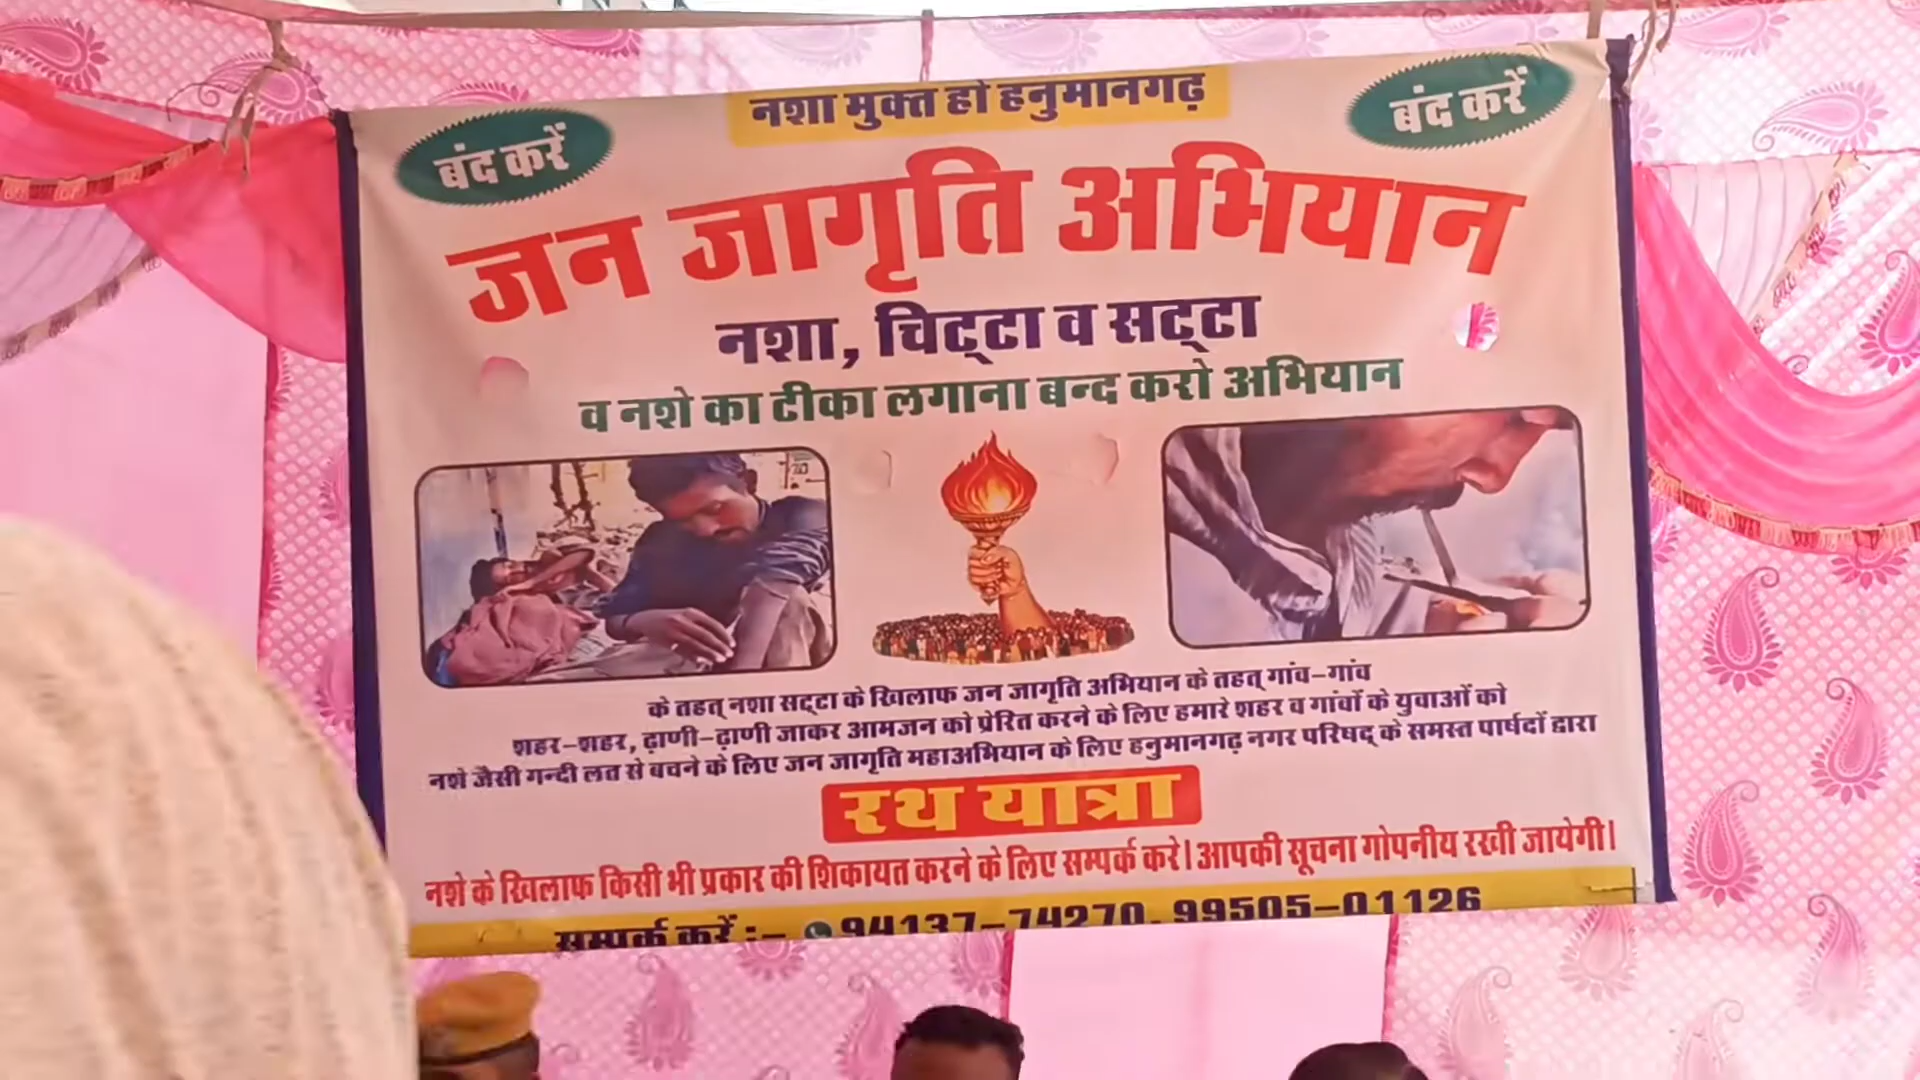 नशा मुक्त हो हनुमानगढ़
बंद करें
बंद करें
जन जागृति अभियान
नशा, चिट्टा व सट्टा
व नशे का टीका लगाना बन्द करो अभियान
के तहत् नशा सट्टा के खिलाफ जन जागृति अभियान के तहत् गांव-गांव
शहर-शहर, ढ़ाणी-ढ़ाणी जाकर आमजन को प्रेरित करने के लिए हमारे शहर व गांवों के युवाओं को
नशे जैसी गन्दी लत से बचने के लिए जन जागृति महाअभियान के लिए हनुमानगढ़ नगर परिषद् के समस्त पार्षदों द्वारा
रथ यात्रा
नशे के खिलाफ किसी भी प्रकार की शिकायत करने के लिए सम्पर्क करे। आपकी सूचना गोपनीय रखी जायेगी।
सम्पर्क करें :- 94137-74270, 99505-01126